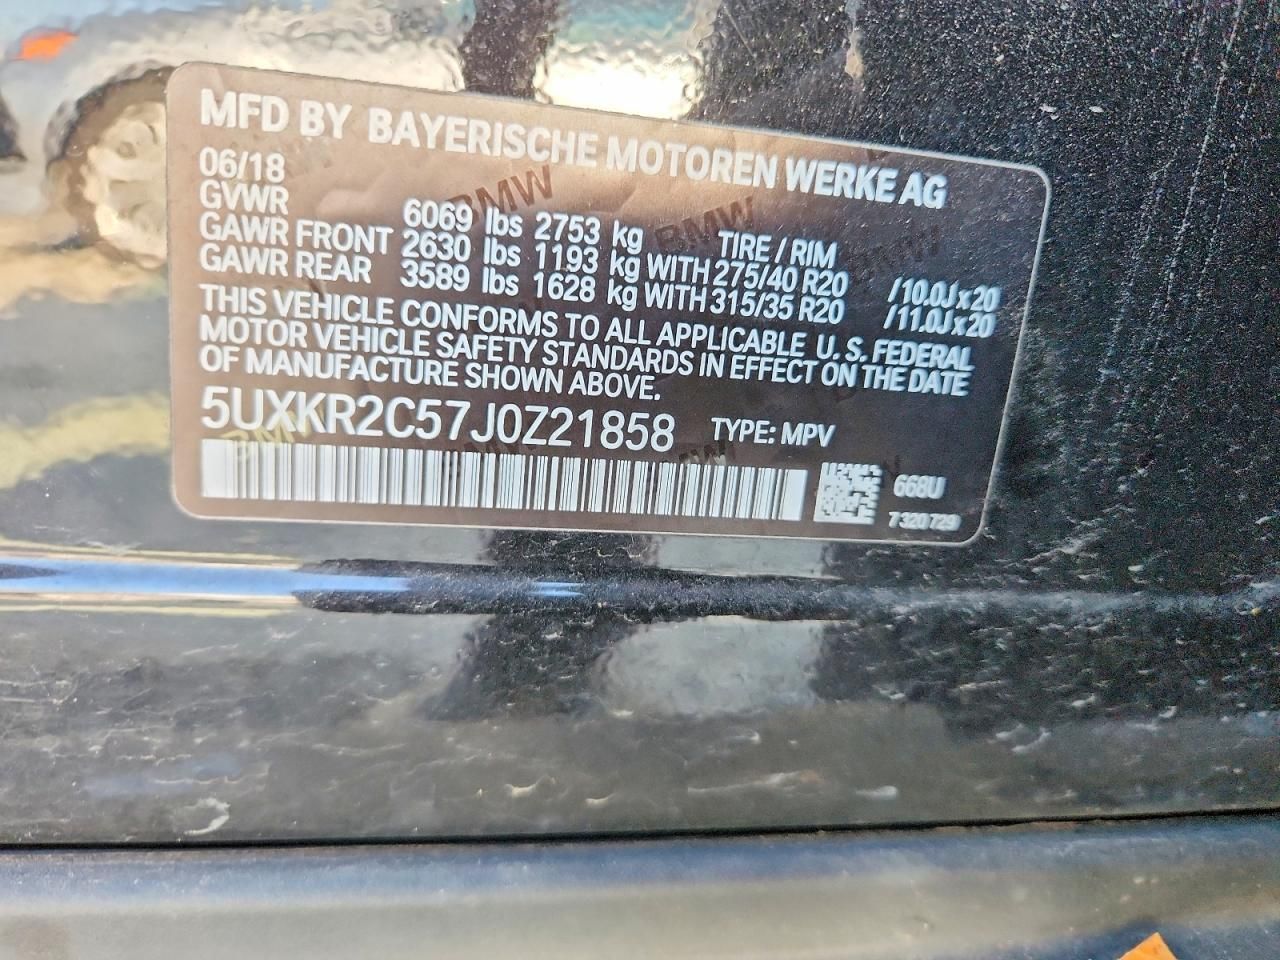 MFD BY BAYERISCHE MOTOREN WERKE AG
06/18
GVWR 6069 lbs 2753 kg TIRE / RIM
GAWR FRONT 2630 lbs 1193 kg WITH 275/40 R20 /10.0J x 20
GAWR REAR 3589 lbs 1628 kg WITH 315/35 R20 /11.0J x 20
THIS VEHICLE CONFORMS TO ALL APPLICABLE U. S. FEDERAL
MOTOR VEHICLE SAFETY STANDARDS IN EFFECT ON THE DATE
OF MANUFACTURE SHOWN ABOVE.
5UXKR2C57J0Z21858 TYPE: MPV
668U
7 320 729